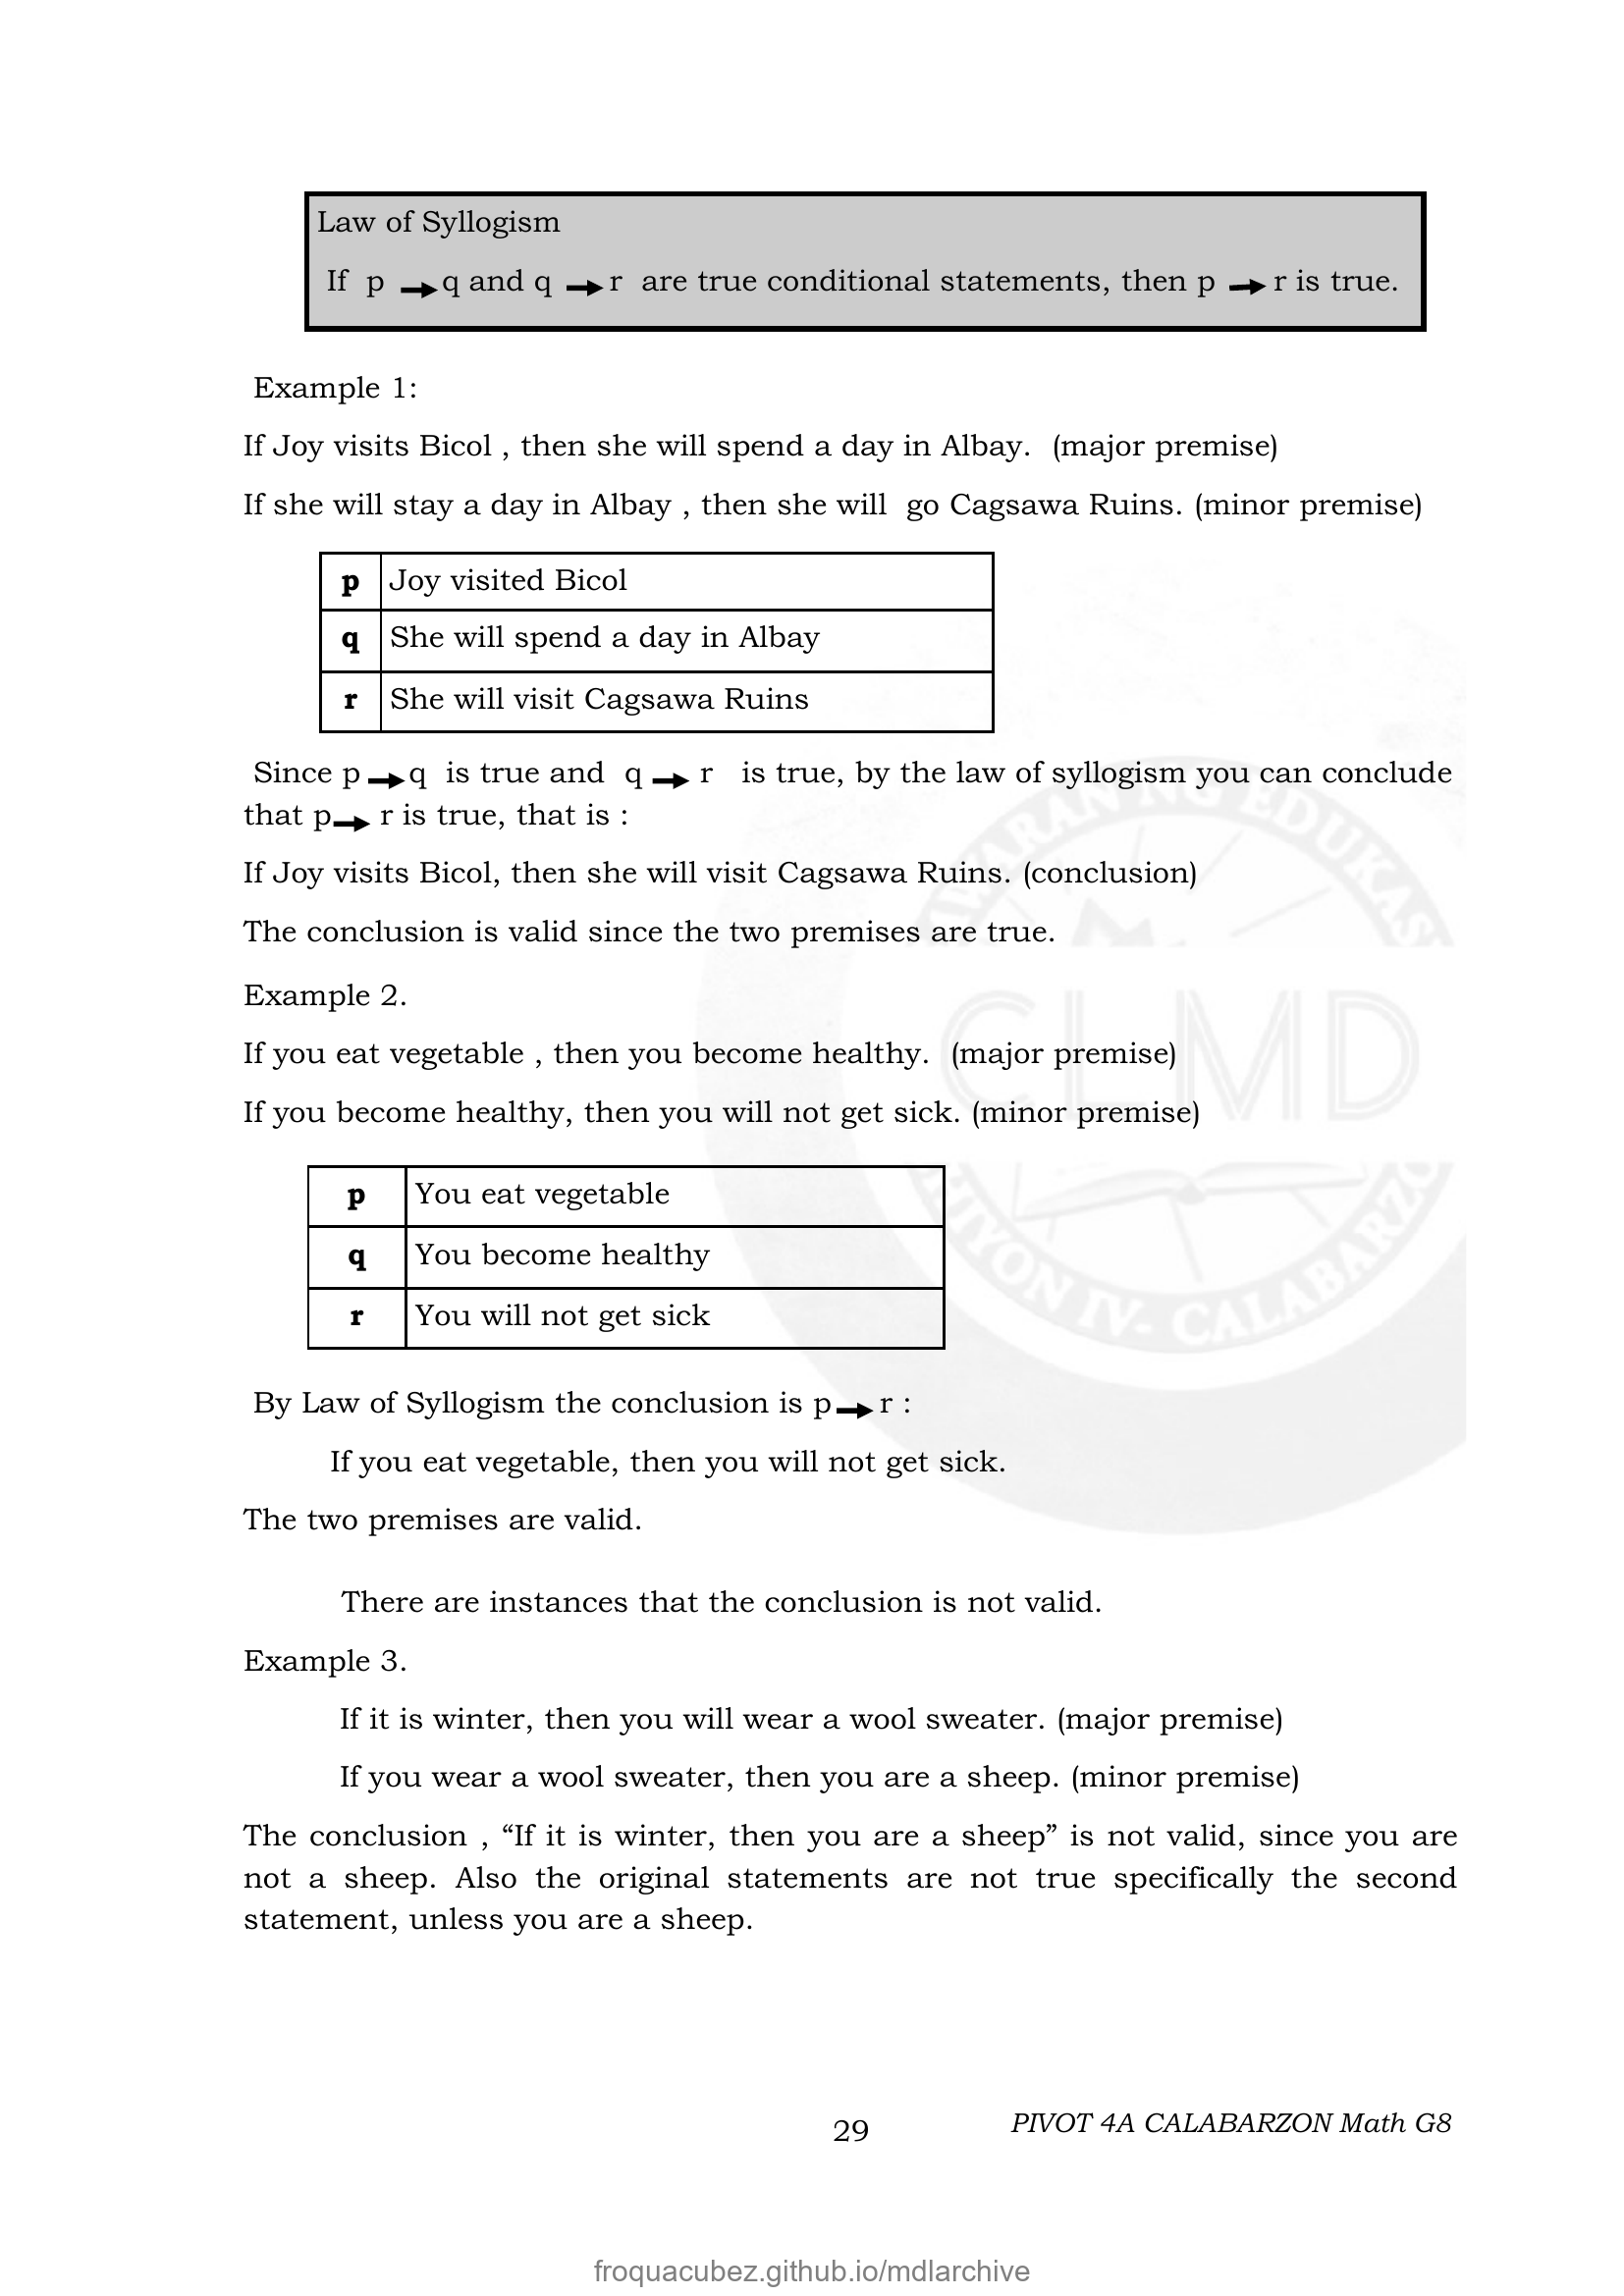 Law of Syllogism
If p → q and q → r are true conditional statements, then p → r is true.
Example 1:
If Joy visits Bicol , then she will spend a day in Albay. (major premise)
If she will stay a day in Albay , then she will go Cagsawa Ruins. (minor premise)
p Joy visited Bicol
q She will spend a day in Albay
r She will visit Cagsawa Ruins
Since p → q is true and q → r is true, by the law of syllogism you can conclude
that p → r is true, that is :
If Joy visits Bicol, then she will visit Cagsawa Ruins. (conclusion)
The conclusion is valid since the two premises are true.
Example 2.
If you eat vegetable , then you become healthy. (major premise)
If you become healthy, then you will not get sick. (minor premise)
p You eat vegetable
q You become healthy
r You will not get sick
By Law of Syllogism the conclusion is p → r :
If you eat vegetable, then you will not get sick.
The two premises are valid.
There are instances that the conclusion is not valid.
Example 3.
If it is winter, then you will wear a wool sweater. (major premise)
If you wear a wool sweater, then you are a sheep. (minor premise)
The conclusion , “If it is winter, then you are a sheep” is not valid, since you are
not a sheep. Also the original statements are not true specifically the second
statement, unless you are a sheep.
CLMD
29
PIVOT 4A CALABARZON Math G8
froquacubez.github.io/mdlarchive